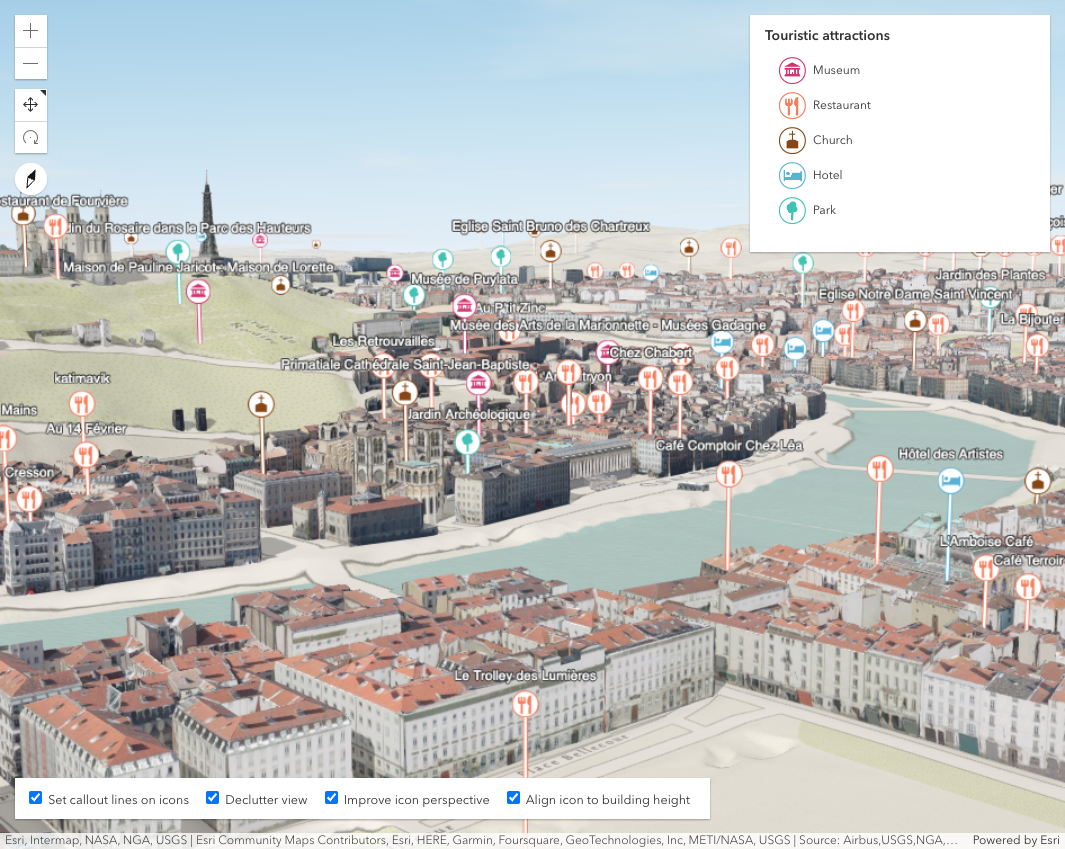 Touristic attractions
Museum
Restaurant
Church
Hotel
Park
staurant de Fourvière
din du Rosaire dans le Parc des Hauteurs
Eglise Saint Bruno des Chartreux
Maison de Pauline Jaricot - Maison de Lorette
Musée de Puylata
Jardin des Plantes
Eglise Notre Dame Saint Vincent
Au P'tit Zinc
La Bijouter
Musée des Arts de la Marionnette - Musées Gadagne
Les Retrouvailles
Chez Chabert
Primatiale Cathédrale Saint-Jean-Baptiste
katimavik
Mains
Jardin Archéologique
Au 14 Février
Café Comptoir Chez Léa
Hôtel des Artistes
Cresson
L'Amboise Café
Café Terroir
Le Trolley des Lumières
Place Bellecour
Set callout lines on icons
Declutter view
Improve icon perspective
Align icon to building height
Esri, Intermap, NASA, NGA, USGS | Esri Community Maps Contributors, Esri, HERE, Garmin, Foursquare, GeoTechnologies, Inc, METI/NASA, USGS | Source: Airbus,USGS,NGA,…
Powered by Esri